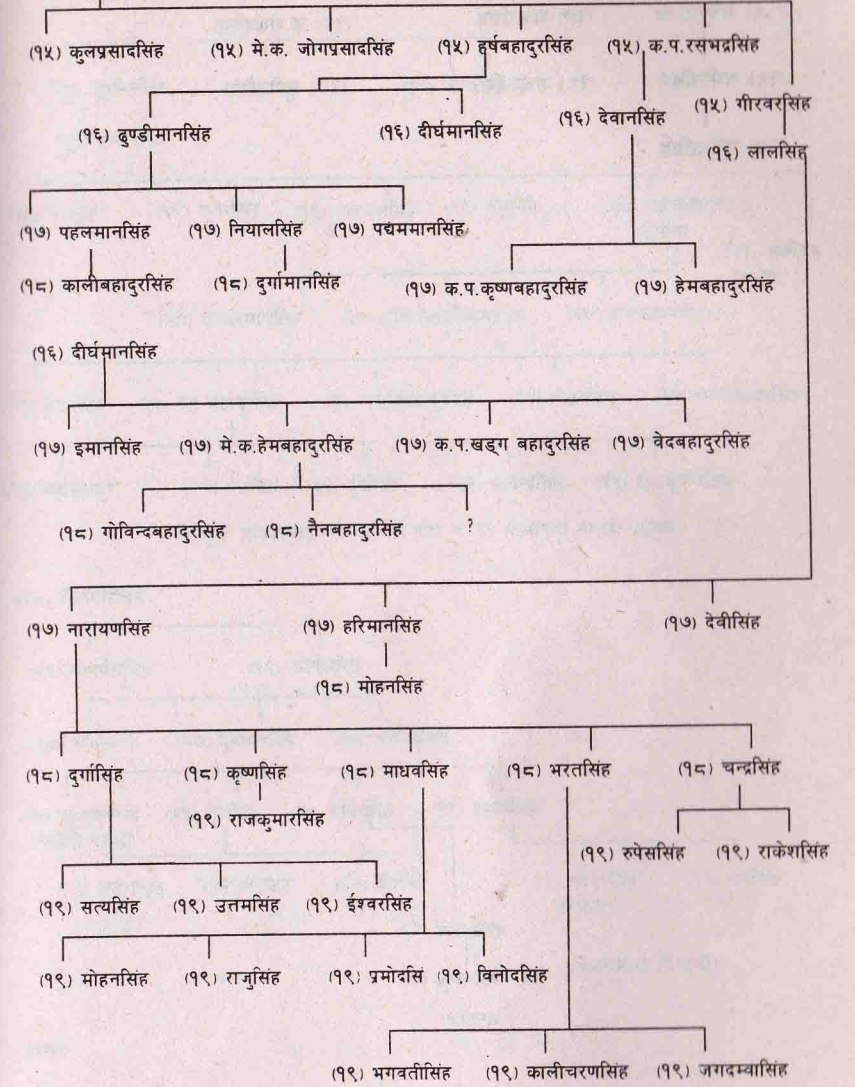 (१५) कुलप्रसादसिंह (१५) मे.क. जोगप्रसादसिंह (१५) हर्षबहादुरसिंह (१५) क.प.रसभद्रसिंह
(१५) गीरवरसिंह
(१६) ढुण्डीमानसिंह (१६) दीर्घमानसिंह (१६) देवानसिंह
(१६) लालसिंह
(१७) पहलमानसिंह (१७) नियालसिंह (१७) पद्यममानसिंह
(१८) कालीबहादुरसिंह (१८) दुर्गामानसिंह (१७) क.प.कृष्णबहादुरसिंह (१७) हेमबहादुरसिंह
(१६) दीर्घमानसिंह
(१७) इमानसिंह (१७) मे.क.हेमबहादुरसिंह (१७) क.प.खड्ग बहादुरसिंह (१७) वेदबहादुरसिंह
(१८) गोविन्दबहादुरसिंह (१८) नैनबहादुरसिंह ?
(१७) नारायणसिंह (१७) हरिमानसिंह (१७) देवीसिंह
(१८) मोहनसिंह
(१८) दुर्गासिंह (१८) कृष्णसिंह (१८) माधवसिंह (१८) भरतसिंह (१८) चन्द्रसिंह
(१९) राजकुमारसिंह
(१९) रुपेससिंह (१९) राकेशसिंह
(१९) सत्यसिंह (१९) उत्तमसिंह (१९) ईश्वरसिंह
(१९) मोहनसिंह (१९) राजुसिंह (१९) प्रमोदसिं (१९) विनोदसिंह
(१९) भगवतीसिंह (१९) कालीचरणसिंह (१९) जगदम्वासिंह